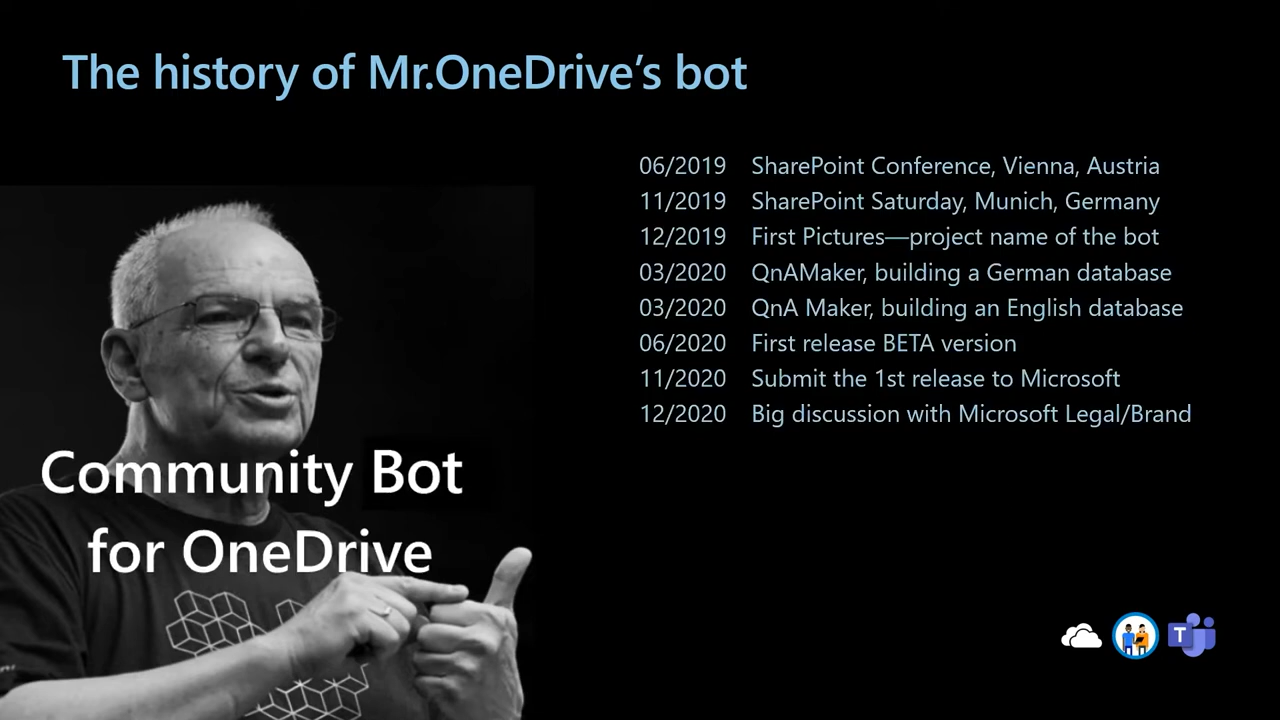 The history of Mr.OneDrive’s bot
06/2019 SharePoint Conference, Vienna, Austria
11/2019 SharePoint Saturday, Munich, Germany
12/2019 First Pictures—project name of the bot
03/2020 QnAMaker, building a German database
03/2020 QnA Maker, building an English database
06/2020 First release BETA version
11/2020 Submit the 1st release to Microsoft
12/2020 Big discussion with Microsoft Legal/Brand
Community Bot
for OneDrive
T